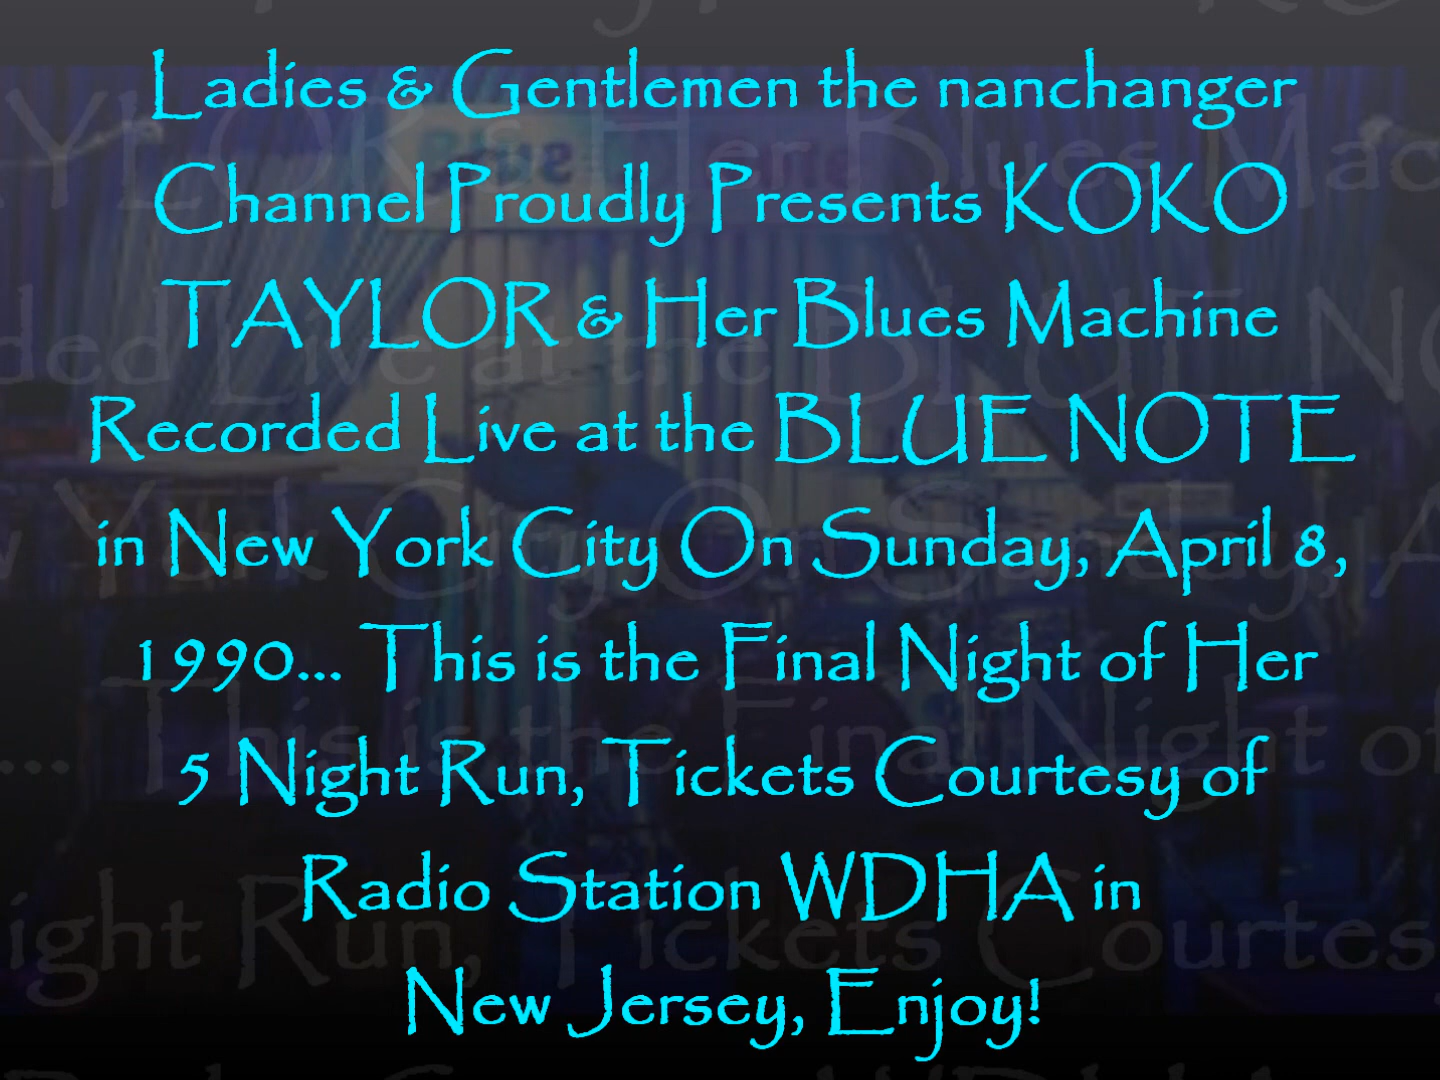 Ladies & Gentlemen the nanchanger
Channel Proudly Presents KOKO
TAYLOR & Her Blues Machine
Recorded Live at the BLUE NOTE
in New York City On Sunday, April 8,
1990... This is the Final Night of Her
5 Night Run, Tickets Courtesy of
Radio Station WDHA in
New Jersey, Enjoy!